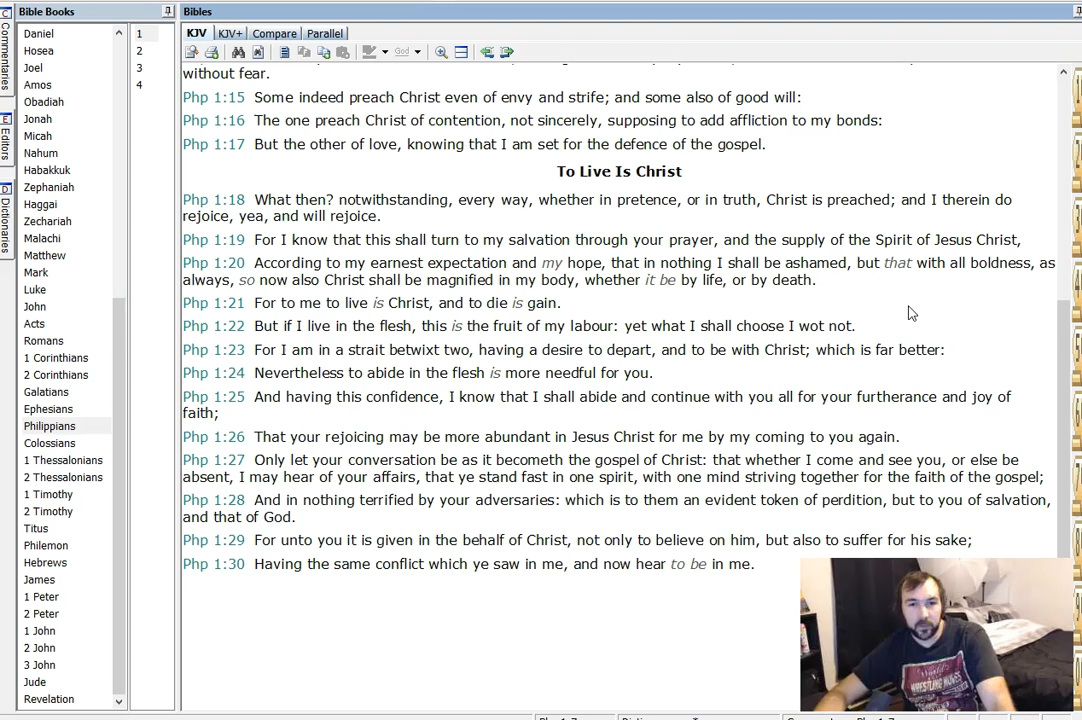 Bible Books
Bibles
Commentaries
Editors
Dictionaries
Daniel
Hosea
Joel
Amos
Obadiah
Jonah
Micah
Nahum
Habakkuk
Zephaniah
Haggai
Zechariah
Malachi
Matthew
Mark
Luke
John
Acts
Romans
1 Corinthians
2 Corinthians
Galatians
Ephesians
Philippians
Colossians
1 Thessalonians
2 Thessalonians
1 Timothy
2 Timothy
Titus
Philemon
Hebrews
James
1 Peter
2 Peter
1 John
2 John
3 John
Jude
Revelation
1
2
3
4
KJV KJV+ Compare Parallel
God
without fear.
Php 1:15 Some indeed preach Christ even of envy and strife; and some also of good will:
Php 1:16 The one preach Christ of contention, not sincerely, supposing to add affliction to my bonds:
Php 1:17 But the other of love, knowing that I am set for the defence of the gospel.
To Live Is Christ
Php 1:18 What then? notwithstanding, every way, whether in pretence, or in truth, Christ is preached; and I therein do
rejoice, yea, and will rejoice.
Php 1:19 For I know that this shall turn to my salvation through your prayer, and the supply of the Spirit of Jesus Christ,
Php 1:20 According to my earnest expectation and my hope, that in nothing I shall be ashamed, but that with all boldness, as
always, so now also Christ shall be magnified in my body, whether it be by life, or by death.
Php 1:21 For to me to live is Christ, and to die is gain.
Php 1:22 But if I live in the flesh, this is the fruit of my labour: yet what I shall choose I wot not.
Php 1:23 For I am in a strait betwixt two, having a desire to depart, and to be with Christ; which is far better:
Php 1:24 Nevertheless to abide in the flesh is more needful for you.
Php 1:25 And having this confidence, I know that I shall abide and continue with you all for your furtherance and joy of
faith;
Php 1:26 That your rejoicing may be more abundant in Jesus Christ for me by my coming to you again.
Php 1:27 Only let your conversation be as it becometh the gospel of Christ: that whether I come and see you, or else be
absent, I may hear of your affairs, that ye stand fast in one spirit, with one mind striving together for the faith of the gospel;
Php 1:28 And in nothing terrified by your adversaries: which is to them an evident token of perdition, but to you of salvation,
and that of God.
Php 1:29 For unto you it is given in the behalf of Christ, not only to believe on him, but also to suffer for his sake;
Php 1:30 Having the same conflict which ye saw in me, and now hear to be in me.
WRESTLING MOVES